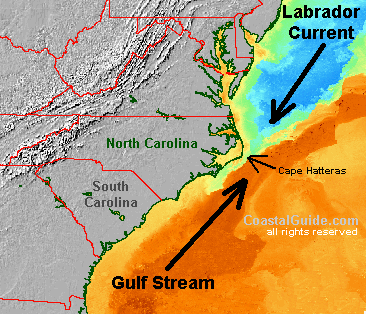 Labrador
Current
North Carolina
Cape Hatteras
South
Carolina
CoastalGuide.com
all rights reserved
Gulf Stream